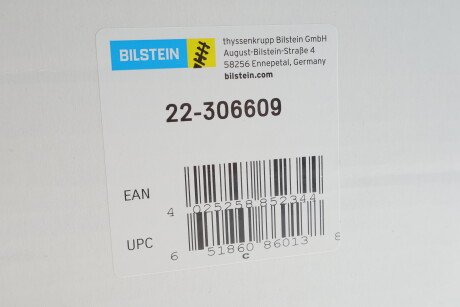 BILSTEIN
thyssenkrupp Bilstein GmbH
August-Bilstein-Straße 4
58256 Ennepetal, Germany
bilstein.com
22-306609
EAN
4 025258 852344
UPC
6 51860 86013 8
C